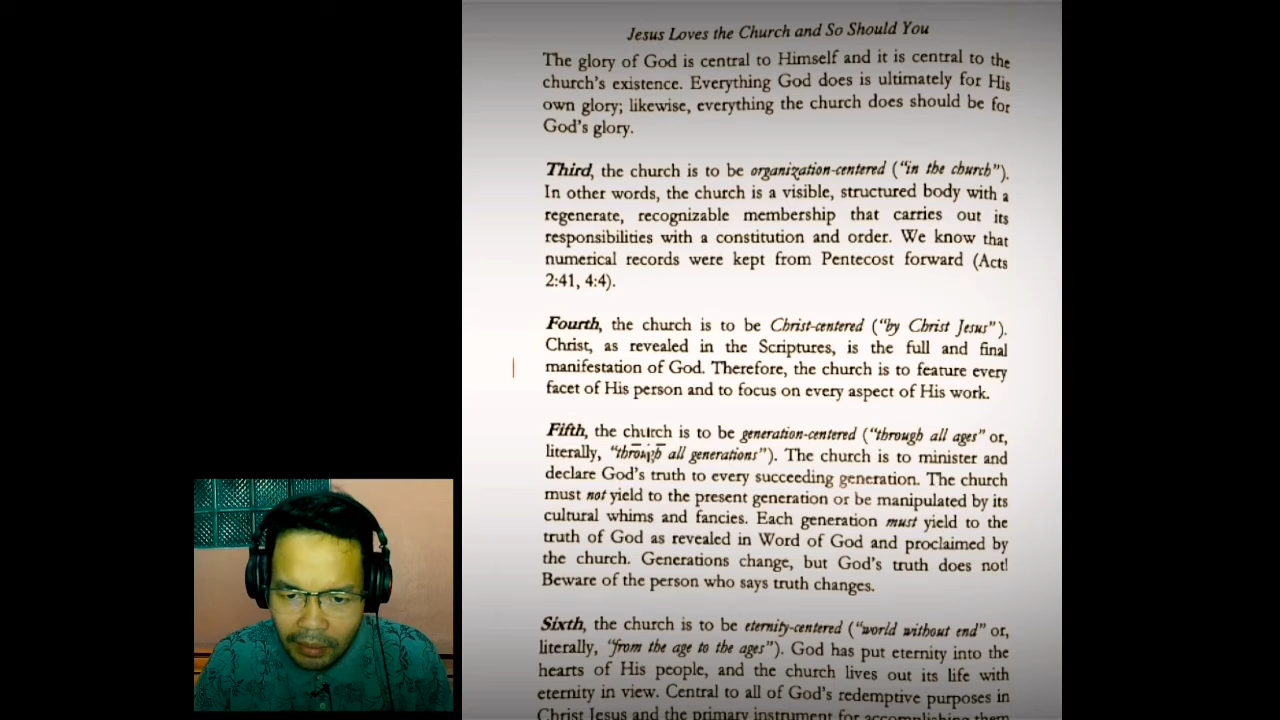 Jesus Loves the Church and So Should You
The glory of God is central to Himself and it is central to the
church's existence. Everything God does is ultimately for His
own glory; likewise, everything the church does should be for
God's glory.
Third, the church is to be organization-centered ("in the church").
In other words, the church is a visible, structured body with a
regenerate, recognizable membership that carries out its
responsibilities with a constitution and order. We know that
numerical records were kept from Pentecost forward (Acts
2:41, 4:4).
Fourth, the church is to be Christ-centered ("by Christ Jesus").
Christ, as revealed in the Scriptures, is the full and final
manifestation of God. Therefore, the church is to feature every
facet of His person and to focus on every aspect of His work.
Fifth, the church is to be generation-centered ("through all ages" or,
literally, "through all generations"). The church is to minister and
declare God's truth to every succeeding generation. The church
must not yield to the present generation or be manipulated by its
cultural whims and fancies. Each generation must yield to the
truth of God as revealed in Word of God and proclaimed by
the church. Generations change, but God's truth does not!
Beware of the person who says truth changes.
Sixth, the church is to be eternity-centered ("world without end" or,
literally, "from the age to the ages"). God has put eternity into the
hearts of His people, and the church lives out its life with
eternity in view. Central to all of God's redemptive purposes in
Christ Jesus and the primary instrument for accomplishing them